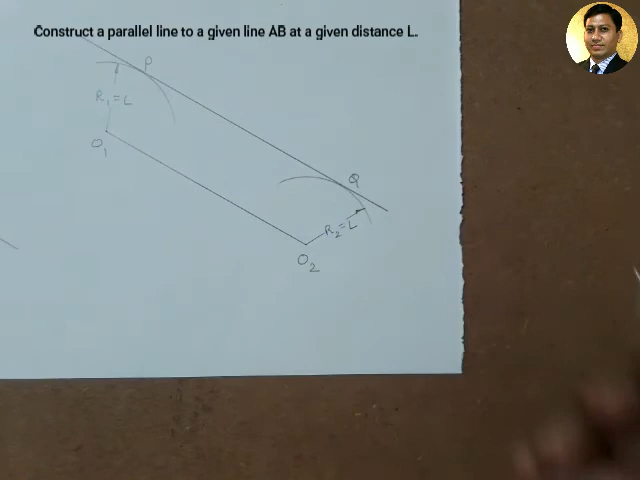 Construct a parallel line to a given line AB at a given distance L.
P
R₁=L
O₁
Q
R₂=L
O₂